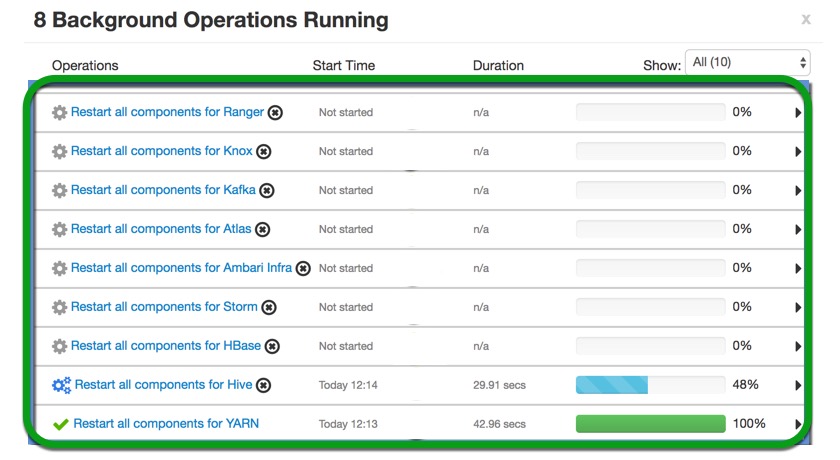 8 Background Operations Running
x
Operations Start Time Duration Show: All (10)
Restart all components for Ranger Not started n/a 0%
Restart all components for Knox Not started n/a 0%
Restart all components for Kafka Not started n/a 0%
Restart all components for Atlas Not started n/a 0%
Restart all components for Ambari Infra Not started n/a 0%
Restart all components for Storm Not started n/a 0%
Restart all components for HBase Not started n/a 0%
Restart all components for Hive Today 12:14 29.91 secs 48%
Restart all components for YARN Today 12:13 42.96 secs 100%